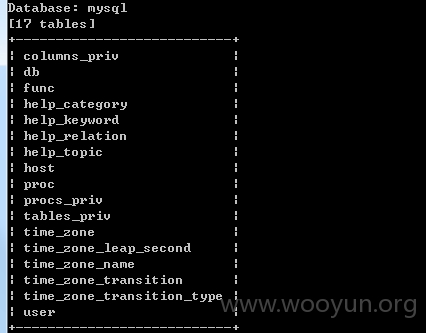 Database: mysql
[17 tables]
+---------------------------+
¦ columns_priv ¦
¦ db ¦
¦ func ¦
¦ help_category ¦
¦ help_keyword ¦
¦ help_relation ¦
¦ help_topic ¦
¦ host ¦
¦ proc ¦
¦ procs_priv ¦
¦ tables_priv ¦
¦ time_zone ¦
¦ time_zone_leap_second ¦
¦ time_zone_name ¦
¦ time_zone_transition ¦
¦ time_zone_transition_type ¦
¦ user ¦
+---------------------------+
www.wooyun.org